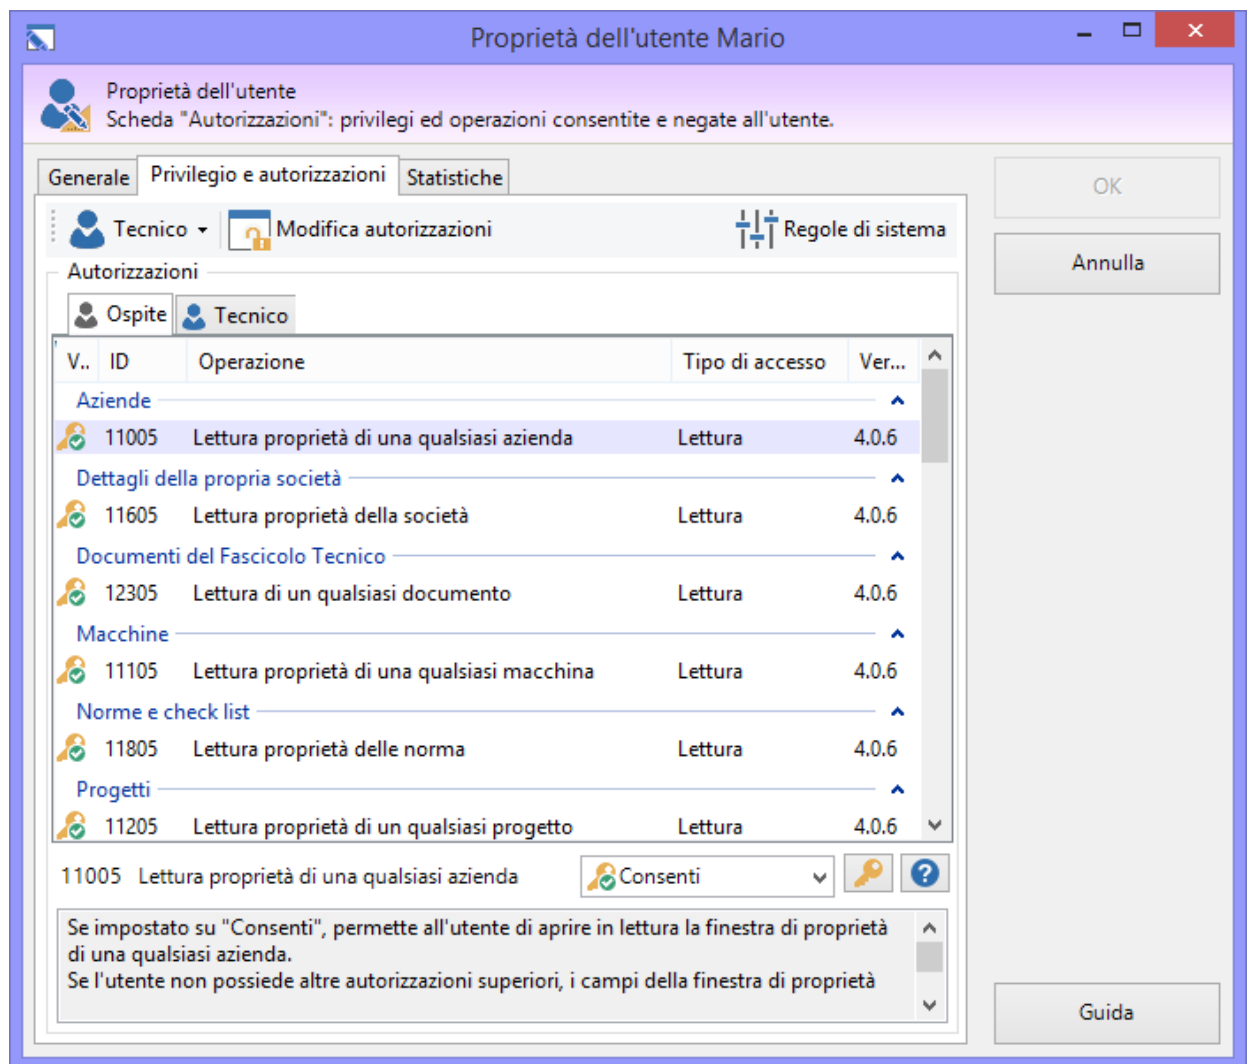 Proprietà dell'utente Mario
Proprietà dell'utente
Scheda "Autorizzazioni": privilegi ed operazioni consentite e negate all'utente.
Generale Privilegio e autorizzazioni Statistiche
OK
Tecnico Modifica autorizzazioni Regole di sistema
Annulla
Autorizzazioni
Ospite Tecnico
V.. ID Operazione Tipo di accesso Ver...
Aziende
11005 Lettura proprietà di una qualsiasi azienda Lettura 4.0.6
Dettagli della propria società
11605 Lettura proprietà della società Lettura 4.0.6
Documenti del Fascicolo Tecnico
12305 Lettura di un qualsiasi documento Lettura 4.0.6
Macchine
11105 Lettura proprietà di una qualsiasi macchina Lettura 4.0.6
Norme e check list
11805 Lettura proprietà delle norma Lettura 4.0.6
Progetti
11205 Lettura proprietà di un qualsiasi progetto Lettura 4.0.6
11005 Lettura proprietà di una qualsiasi azienda Consenti
Se impostato su "Consenti", permette all'utente di aprire in lettura la finestra di proprietà
di una qualsiasi azienda.
Se l'utente non possiede altre autorizzazioni superiori, i campi della finestra di proprietà
Guida